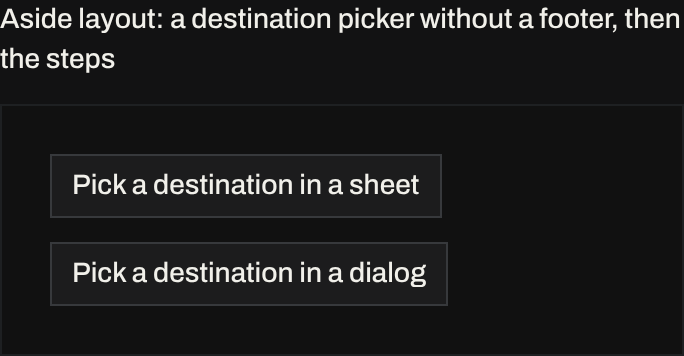 Aside layout: a destination picker without a footer, then
the steps
Pick a destination in a sheet
Pick a destination in a dialog